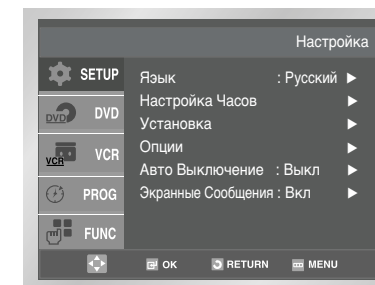 Настройка
SETUP
DVD DVD
VCR VCR
PROG
FUNC
Язык : Русский ►
Настройка Часов ►
Установка ►
Опции ►
Авто Выключение : Выкл ►
Экранные Сообщения : Вкл ►
OK RETURN MENU